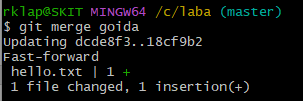 rklap@SKIT MINGW64 /c/laba (master)
$ git merge goida
Updating dcde8f3..18cf9b2
Fast-forward
 hello.txt | 1 +
 1 file changed, 1 insertion(+)